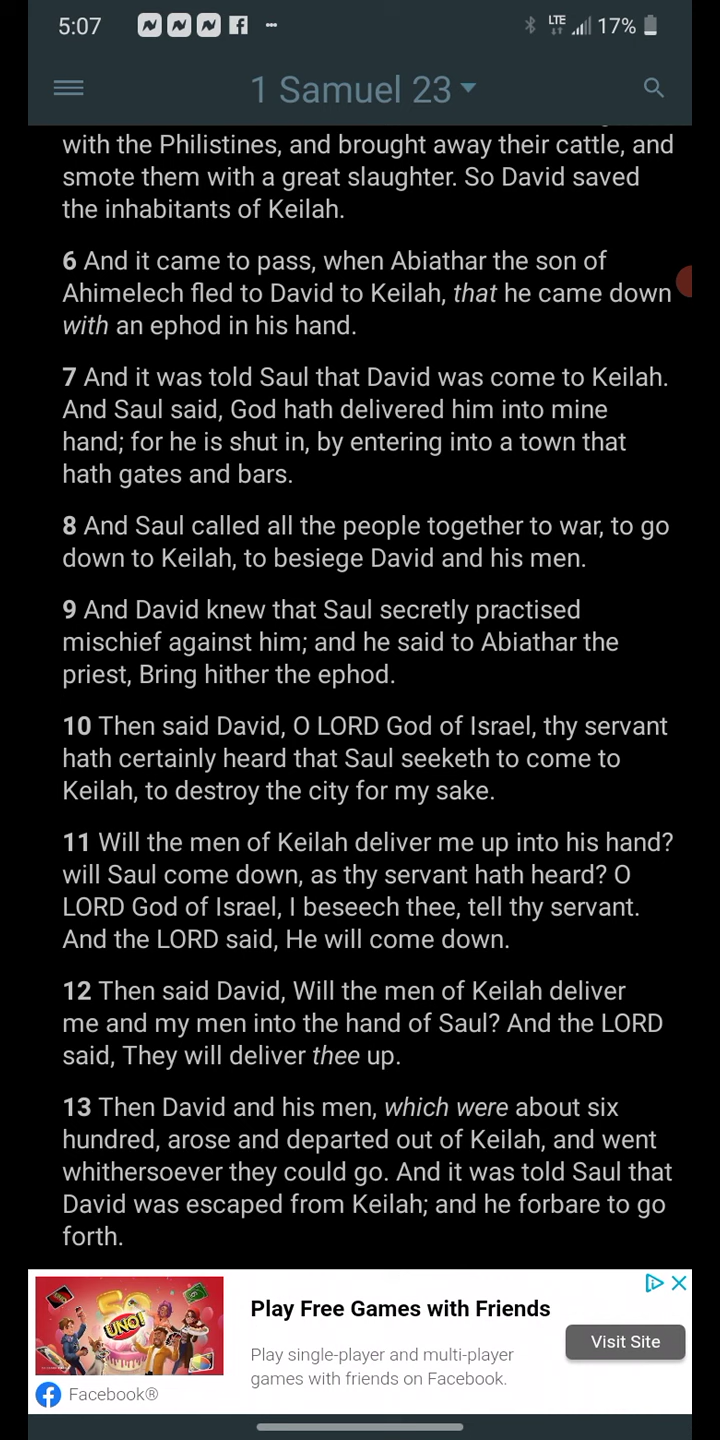 5:07
LTE 17%
1 Samuel 23
with the Philistines, and brought away their cattle, and
smote them with a great slaughter. So David saved
the inhabitants of Keilah.
6 And it came to pass, when Abiathar the son of
Ahimelech fled to David to Keilah, that he came down
with an ephod in his hand.
7 And it was told Saul that David was come to Keilah.
And Saul said, God hath delivered him into mine
hand; for he is shut in, by entering into a town that
hath gates and bars.
8 And Saul called all the people together to war, to go
down to Keilah, to besiege David and his men.
9 And David knew that Saul secretly practised
mischief against him; and he said to Abiathar the
priest, Bring hither the ephod.
10 Then said David, O LORD God of Israel, thy servant
hath certainly heard that Saul seeketh to come to
Keilah, to destroy the city for my sake.
11 Will the men of Keilah deliver me up into his hand?
will Saul come down, as thy servant hath heard? O
LORD God of Israel, I beseech thee, tell thy servant.
And the LORD said, He will come down.
12 Then said David, Will the men of Keilah deliver
me and my men into the hand of Saul? And the LORD
said, They will deliver thee up.
13 Then David and his men, which were about six
hundred, arose and departed out of Keilah, and went
whithersoever they could go. And it was told Saul that
David was escaped from Keilah; and he forbare to go
forth.
50
UNO!
Play Free Games with Friends
Play single-player and multi-player
games with friends on Facebook.
Visit Site
Facebook®